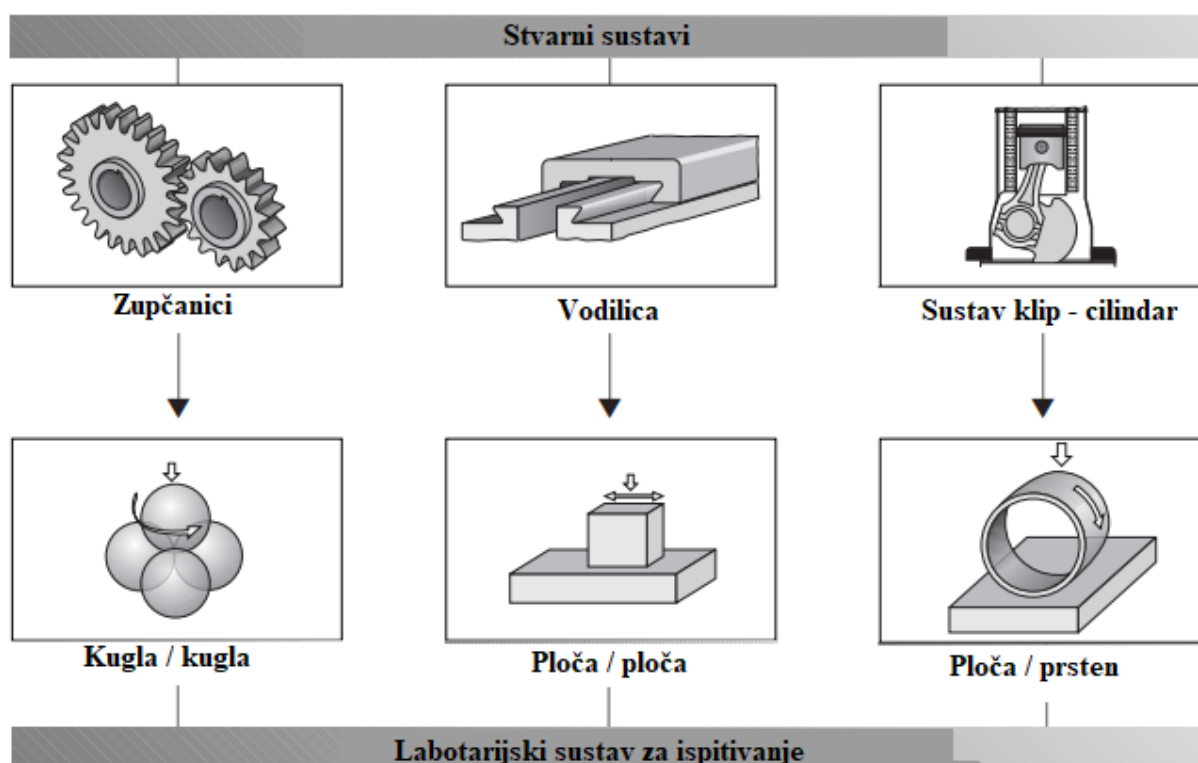 Stvarni sustavi
Zupčanici
Vodilica
Sustav klip - cilindar
Kugla / kugla
Ploča / ploča
Ploča / prsten
Labotarijski sustav za ispitivanje